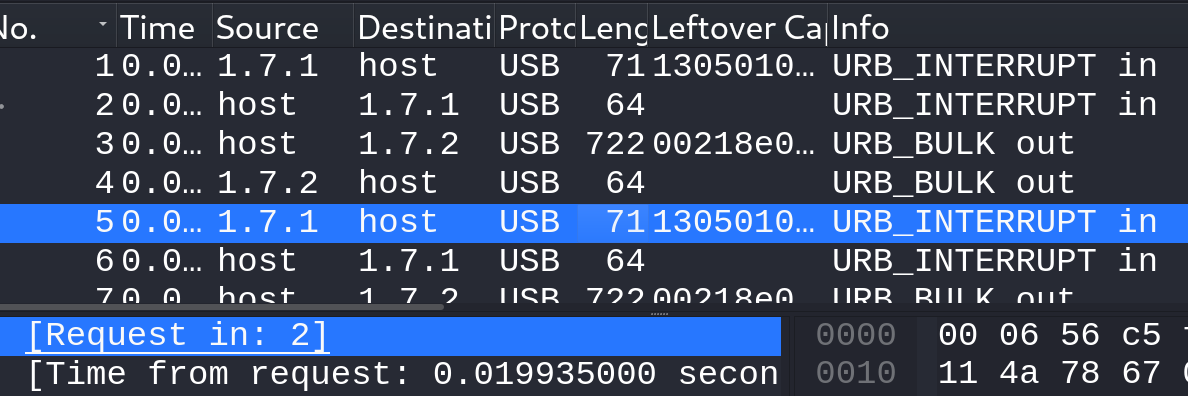 No. Time Source Destinati Protc Leng Leftover Cap Info
1 0.0… 1.7.1 host USB 71 1305010… URB_INTERRUPT in
2 0.0… host 1.7.1 USB 64 URB_INTERRUPT in
3 0.0… host 1.7.2 USB 722 00218e0… URB_BULK out
4 0.0… 1.7.2 host USB 64 URB_BULK out
5 0.0… 1.7.1 host USB 71 1305010… URB_INTERRUPT in
6 0.0… host 1.7.1 USB 64 URB_INTERRUPT in
7 0.0 host 1.7.2 USB 722 00218e0 URB_BULK out
[Request in: 2]
[Time from request: 0.019935000 secon
0000 00 06 56 c5
0010 11 4a 78 67